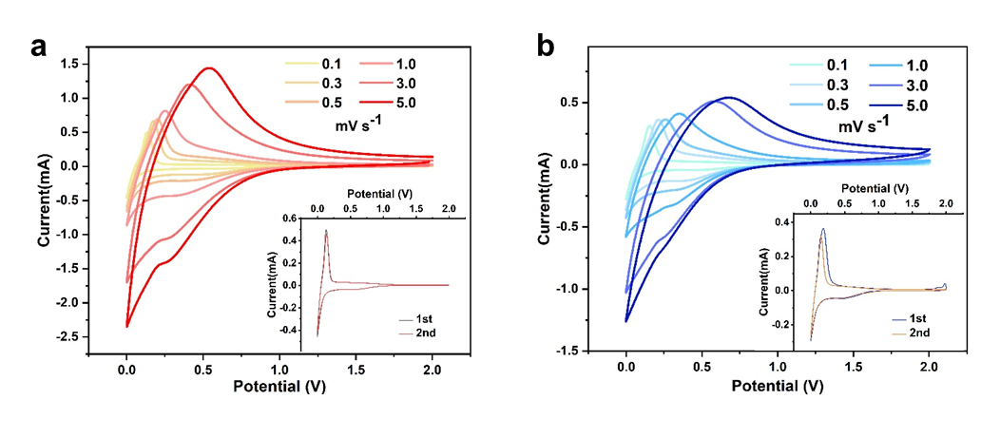 a
Current(mA)
1.5
1.0
0.5
0.0
-0.5
-1.0
-1.5
-2.0
-2.5
0.0 0.5 1.0 1.5 2.0
Potential (V)
0.1 1.0
0.3 3.0
0.5 5.0
mV s-1
Potential (V)
0.0 0.5 1.0 1.5 2.0
Current(mA)
0.6
0.4
0.2
0.0
-0.2
-0.4
1st
2nd
b
Current(mA)
0.5
0.0
-0.5
-1.0
-1.5
0.0 0.5 1.0 1.5 2.0
Potential (V)
0.1 1.0
0.3 3.0
0.5 5.0
mV s-1
Potential (V)
0.0 0.5 1.0 1.5 2.0
Current(mA)
0.4
0.2
0.0
-0.2
1st
2nd